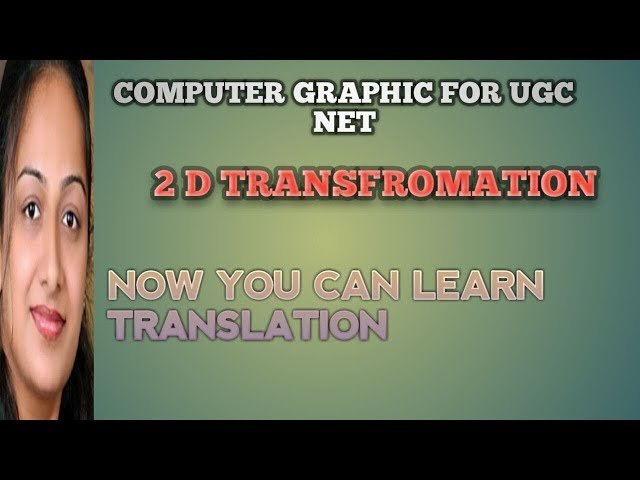 COMPUTER GRAPHIC FOR UGC
NET
2 D TRANSFROMATION
NOW YOU CAN LEARN
TRANSLATION